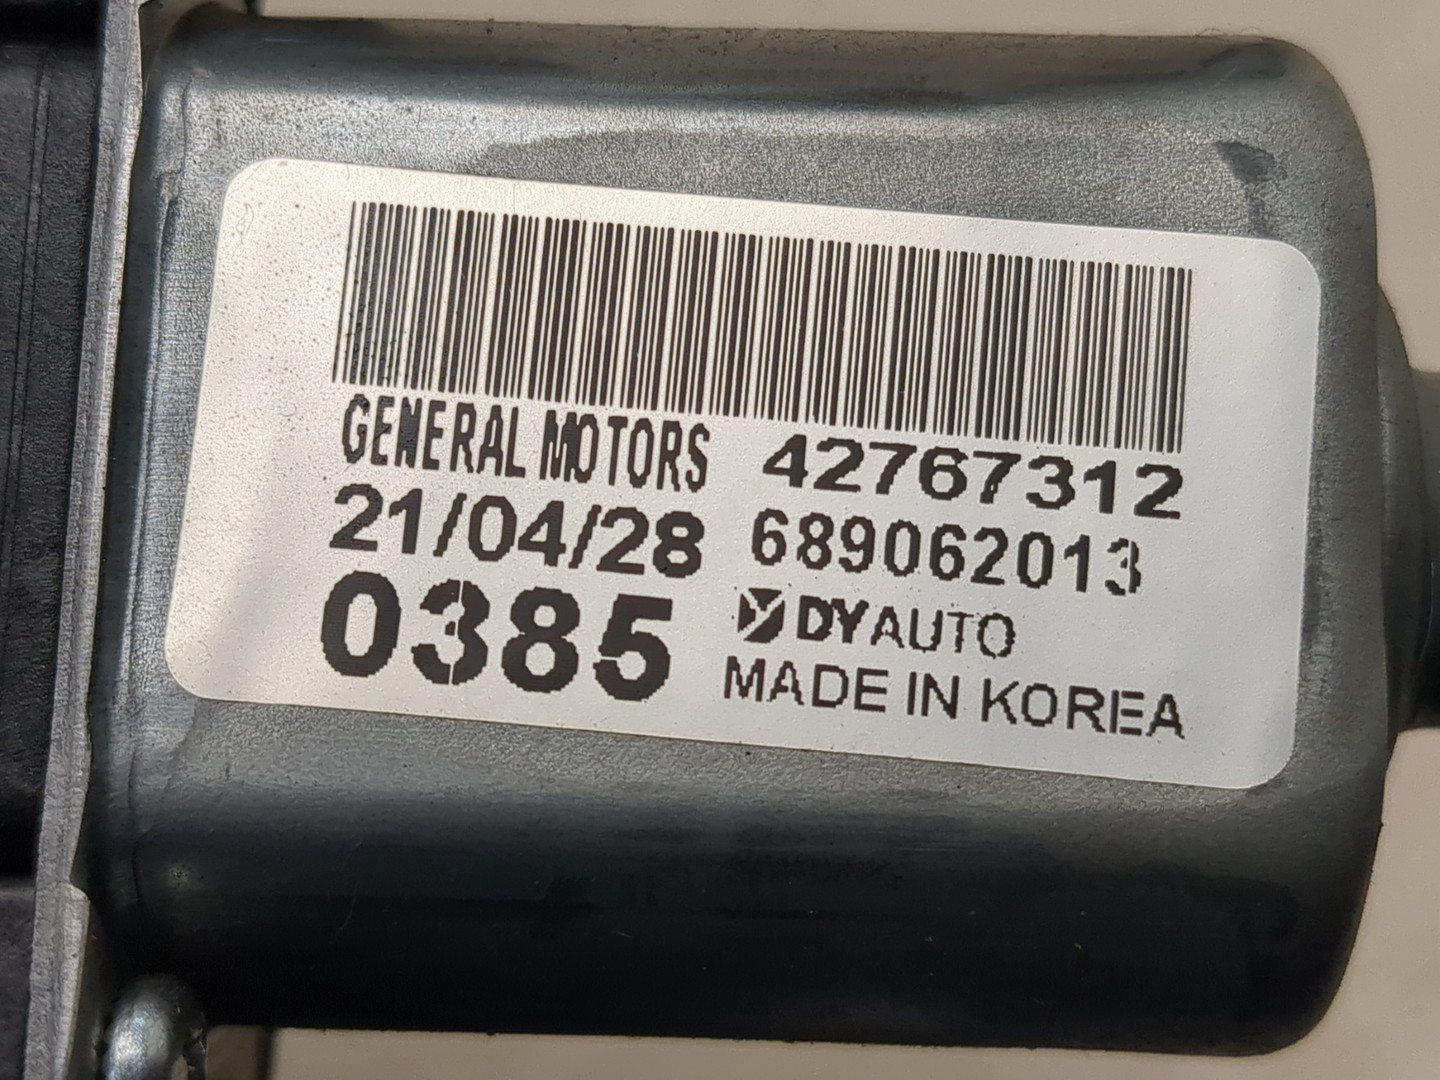 GENERAL MOTORS 42767312
21/04/28 689062013
0385 DYAUTO
MADE IN KOREA